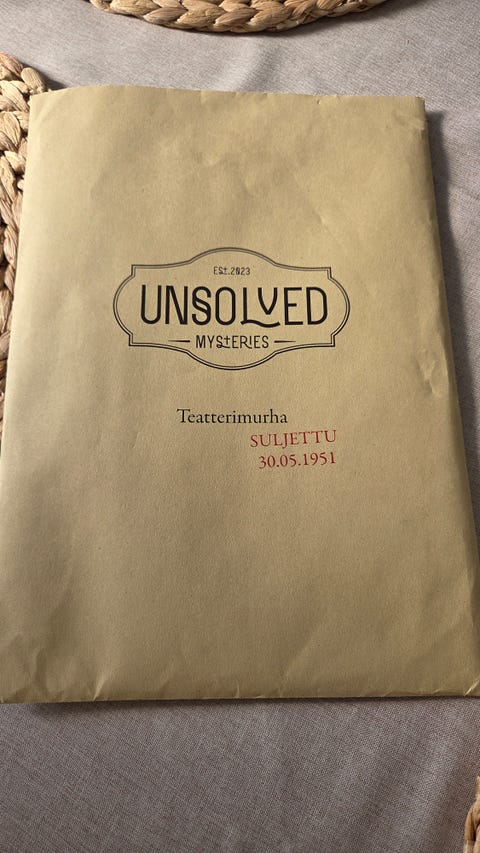 Est.2023
UNSOLVED
MYSTERIES
Teatterimurha
SULJETTU
30.05.1951